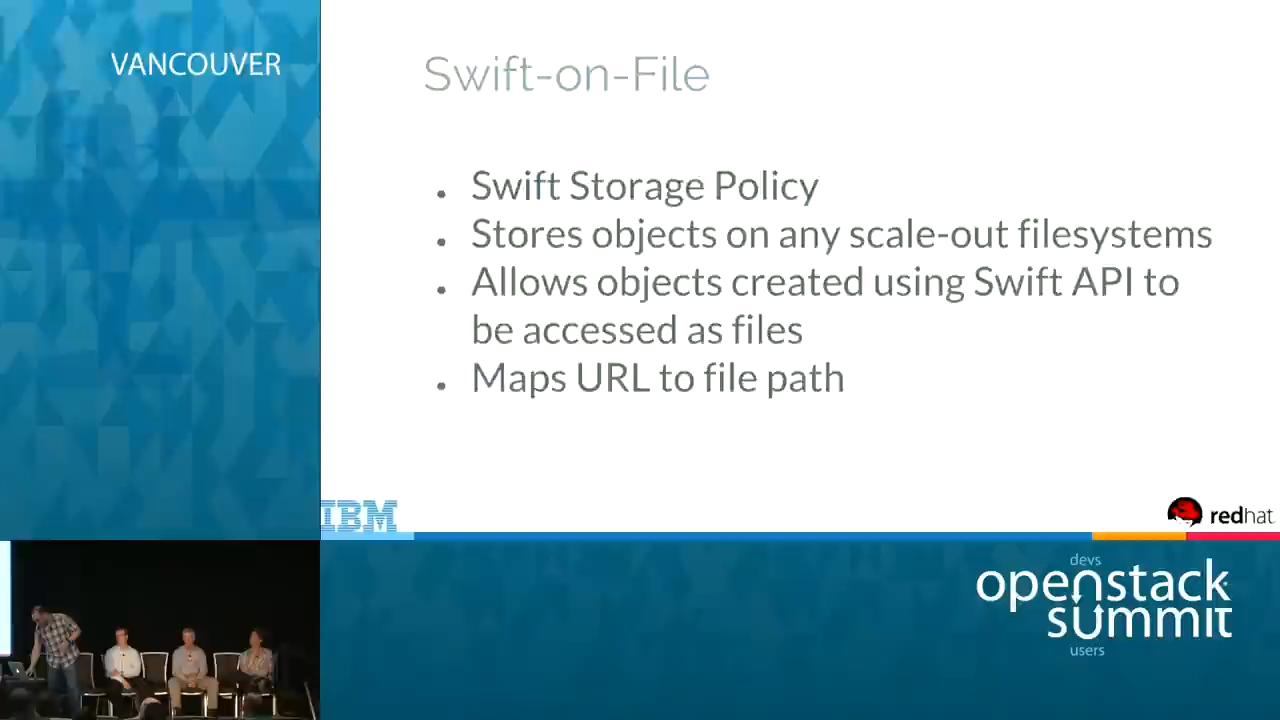 VANCOUVER
Swift-on-File
Swift Storage Policy
Stores objects on any scale-out filesystems
Allows objects created using Swift API to
be accessed as files
Maps URL to file path
IBM
redhat
devs
openstack
summit
users